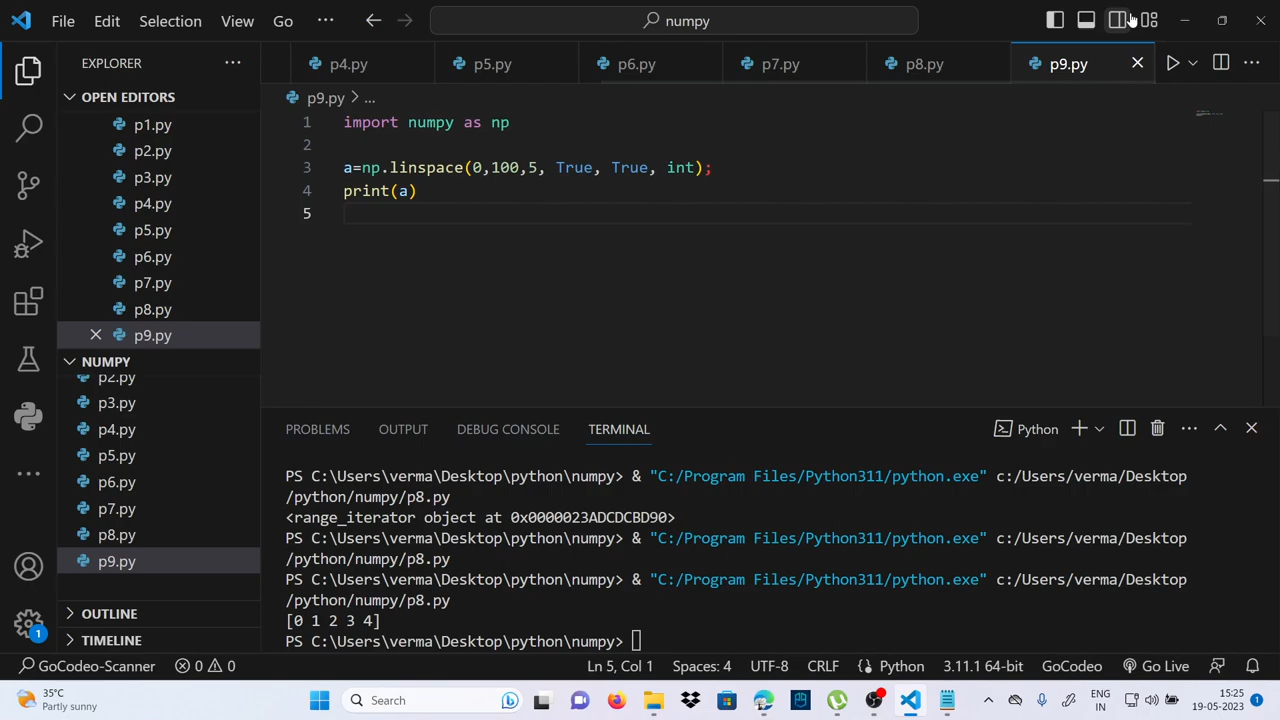 File Edit Selection View Go ··· numpy
EXPLORER ··· p4.py p5.py p6.py p7.py p8.py p9.py
OPEN EDITORS
p1.py
p2.py
p3.py
p4.py
p5.py
p6.py
p7.py
p8.py
p9.py
NUMPY
p2.py
p3.py
p4.py
p5.py
p6.py
p7.py
p8.py
p9.py
OUTLINE
TIMELINE
p9.py > ...
1 import numpy as np
2
3 a=np.linspace(0,100,5, True, True, int);
4 print(a)
5
PROBLEMS OUTPUT DEBUG CONSOLE TERMINAL Python
PS C:\Users\verma\Desktop\python\numpy> & "C:/Program Files/Python311/python.exe" c:/Users/verma/Desktop
/python/numpy/p8.py
<range_iterator object at 0x0000023ADCDCBD90>
PS C:\Users\verma\Desktop\python\numpy> & "C:/Program Files/Python311/python.exe" c:/Users/verma/Desktop
/python/numpy/p8.py
PS C:\Users\verma\Desktop\python\numpy> & "C:/Program Files/Python311/python.exe" c:/Users/verma/Desktop
/python/numpy/p8.py
[0 1 2 3 4]
PS C:\Users\verma\Desktop\python\numpy>
1
GoCodeo-Scanner 0 0 Ln 5, Col 1 Spaces: 4 UTF-8 CRLF Python 3.11.1 64-bit GoCodeo Go Live
35°C
Partly sunny
Search
ENG
IN
15:25
19-05-2023
1